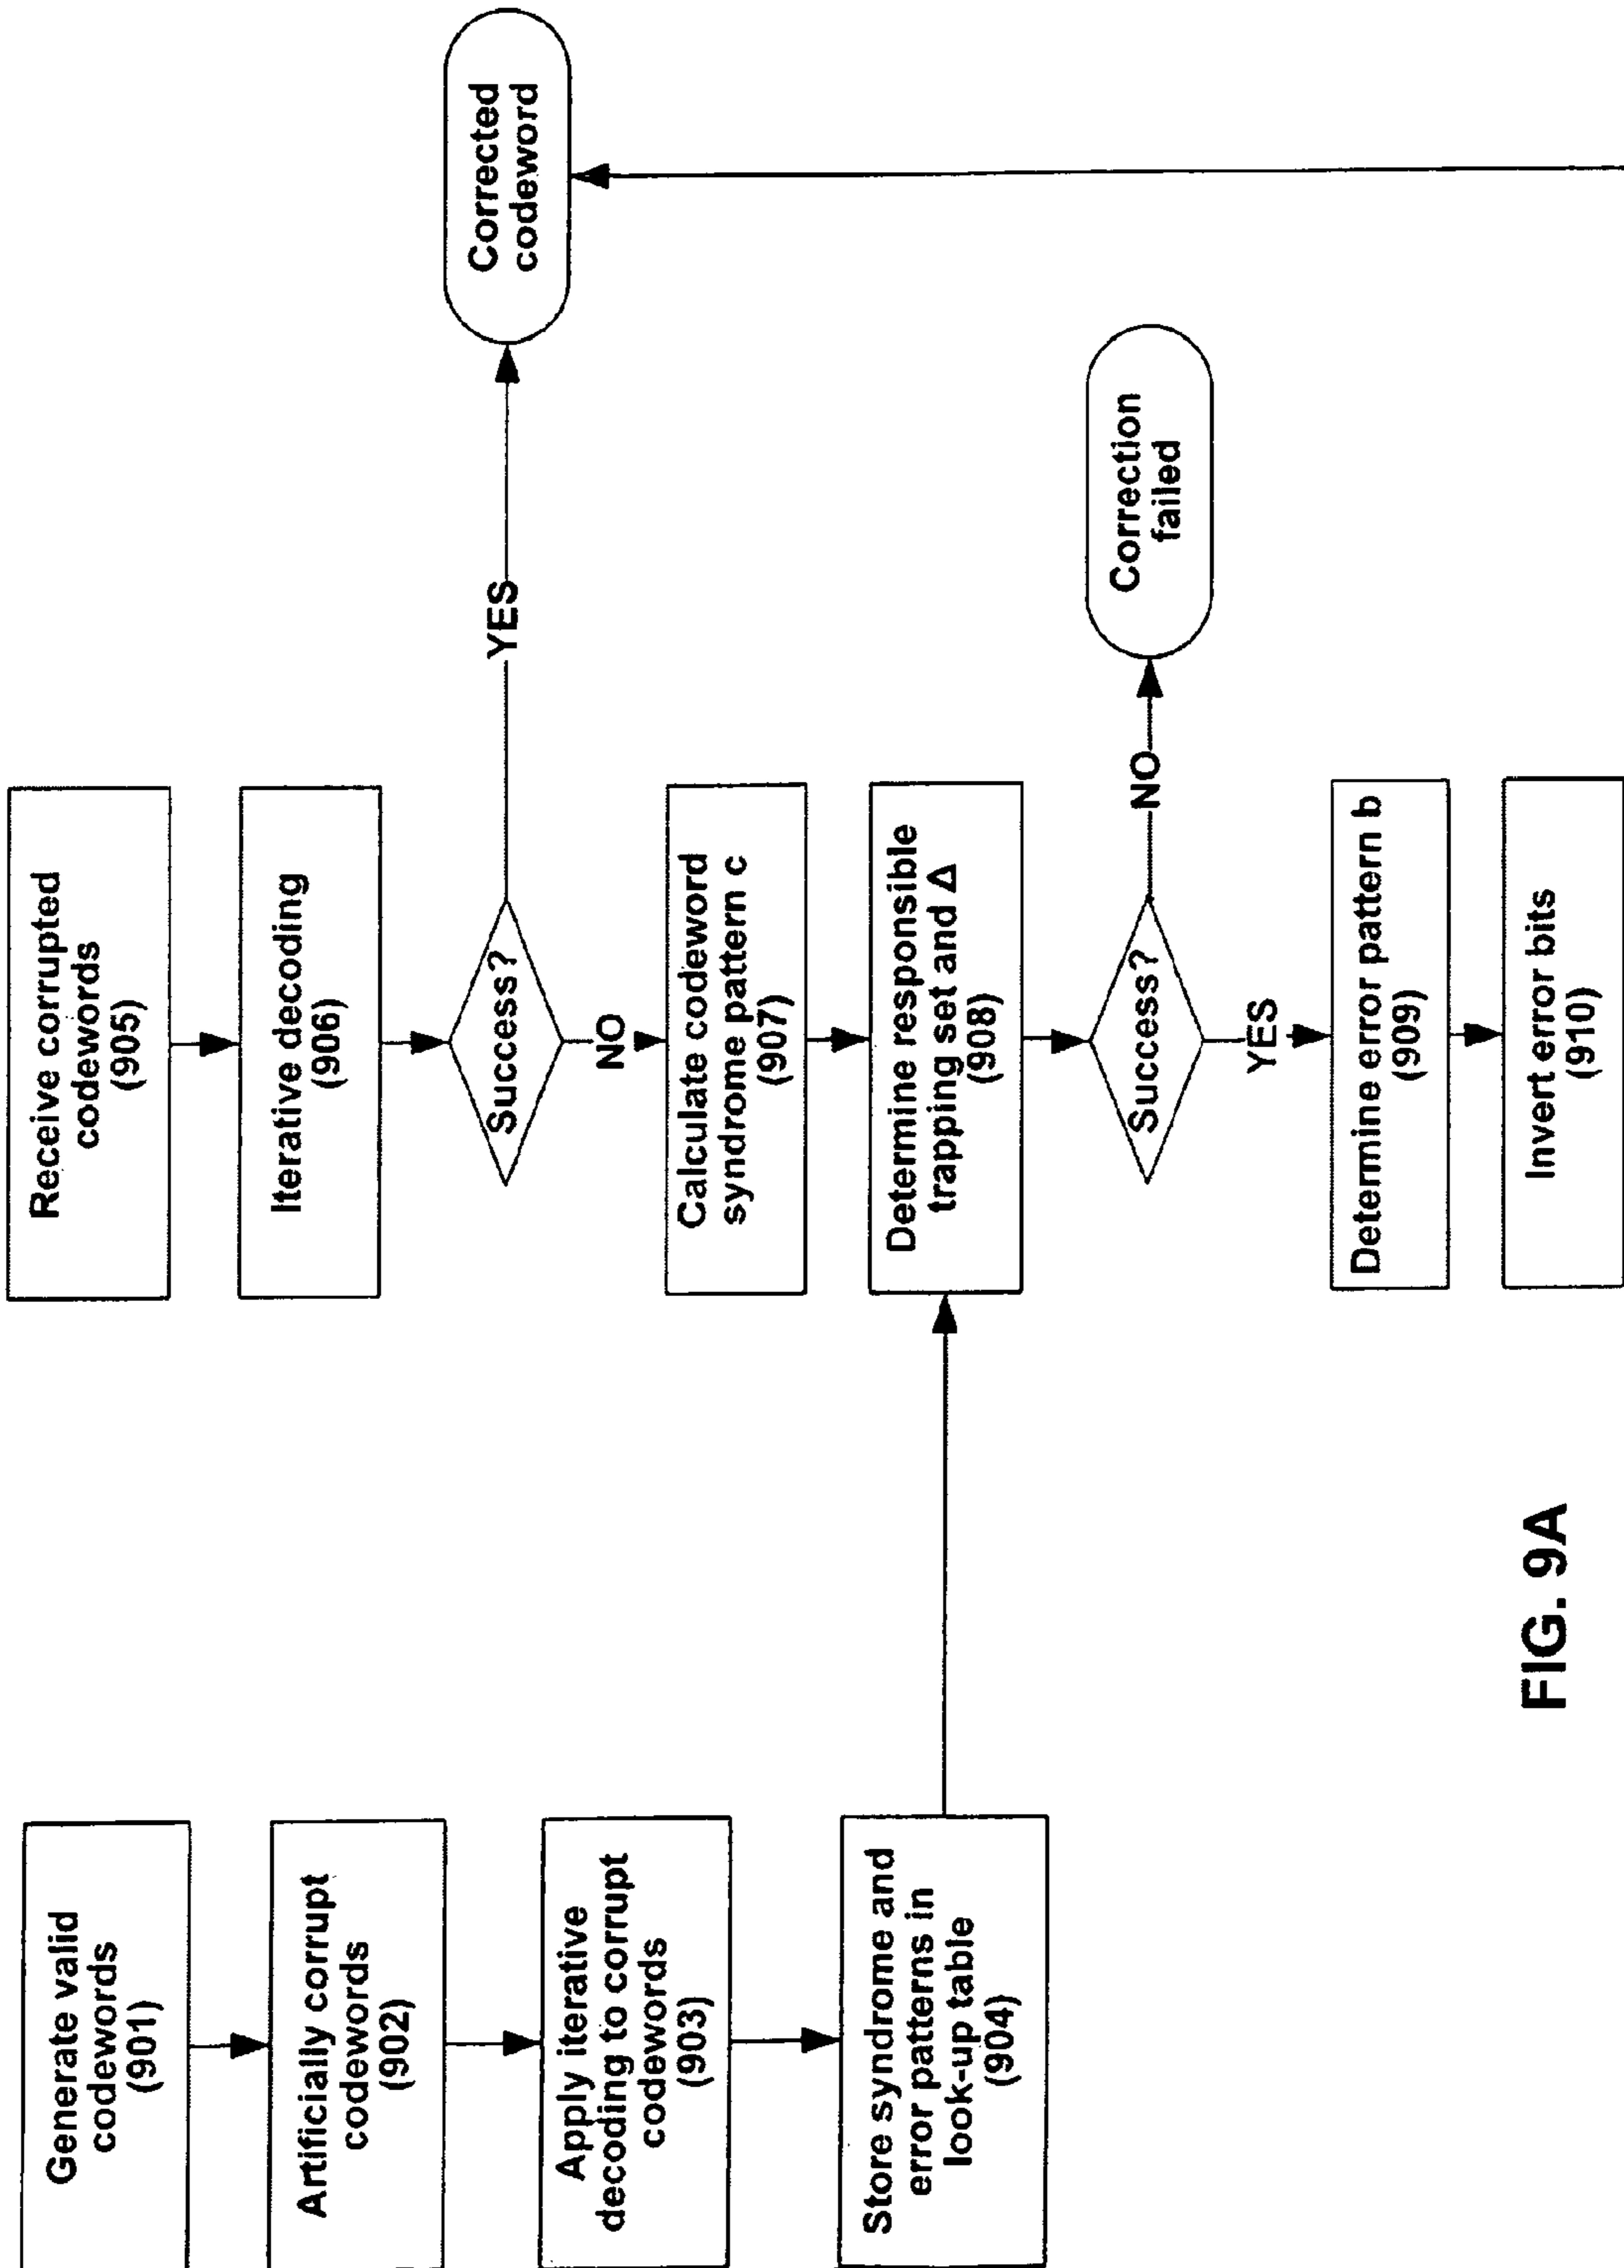 Generate valid
codewords
(901)
Artificially corrupt
codewords
(902)
Apply iterative
decoding to corrupt
codewords
(903)
Store syndrome and
error patterns in
look-up table
(904)
Receive corrupted
codewords
(905)
Iterative decoding
(906)
Success?
YES
Corrected
codeword
NO
Calculate codeword
syndrome pattern c
(907)
Determine responsible
trapping set and Δ
(908)
Success?
NO
Correction
failed
YES
Determine error pattern b
(909)
Invert error bits
(910)
FIG. 9A